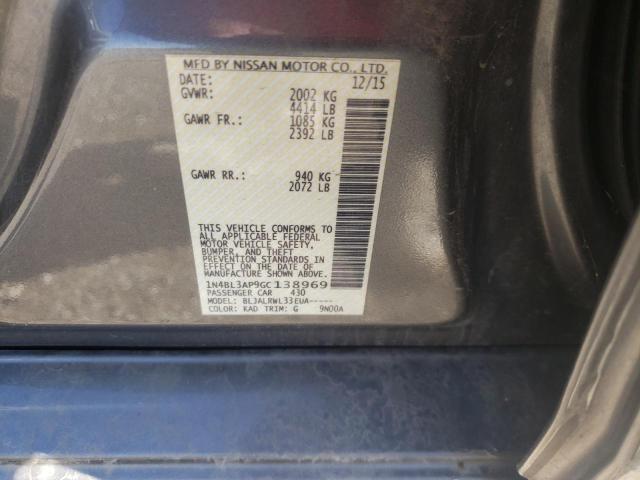 MFD BY NISSAN MOTOR CO., LTD.
DATE: 12/15
GVWR: 2002 KG
4414 LB
GAWR FR.: 1085 KG
2392 LB
GAWR RR.: 940 KG
2072 LB
THIS VEHICLE CONFORMS TO
ALL APPLICABLE FEDERAL
MOTOR VEHICLE SAFETY,
BUMPER, AND THEFT
PREVENTION STANDARDS IN
EFFECT ON THE DATE OF
MANUFACTURE SHOWN ABOVE.
1N4BL3AP9GC138969
PASSENGER CAR 430
MODEL: BLJALRWL33EUA-----
COLOR: KAD TRIM: G 9N00A